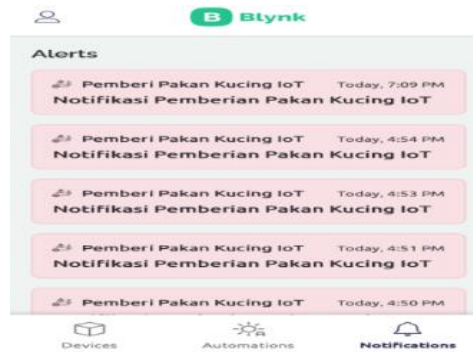 B Blynk
Alerts
Pemberi Pakan Kucing IoT Today, 7:09 PM
Notifikasi Pemberian Pakan Kucing IoT
Pemberi Pakan Kucing IoT Today, 4:54 PM
Notifikasi Pemberian Pakan Kucing IoT
Pemberi Pakan Kucing IoT Today, 4:53 PM
Notifikasi Pemberian Pakan Kucing IoT
Pemberi Pakan Kucing IoT Today, 4:51 PM
Notifikasi Pemberian Pakan Kucing IoT
Pemberi Pakan Kucing IoT Today, 4:50 PM
Devices Automations Notifications